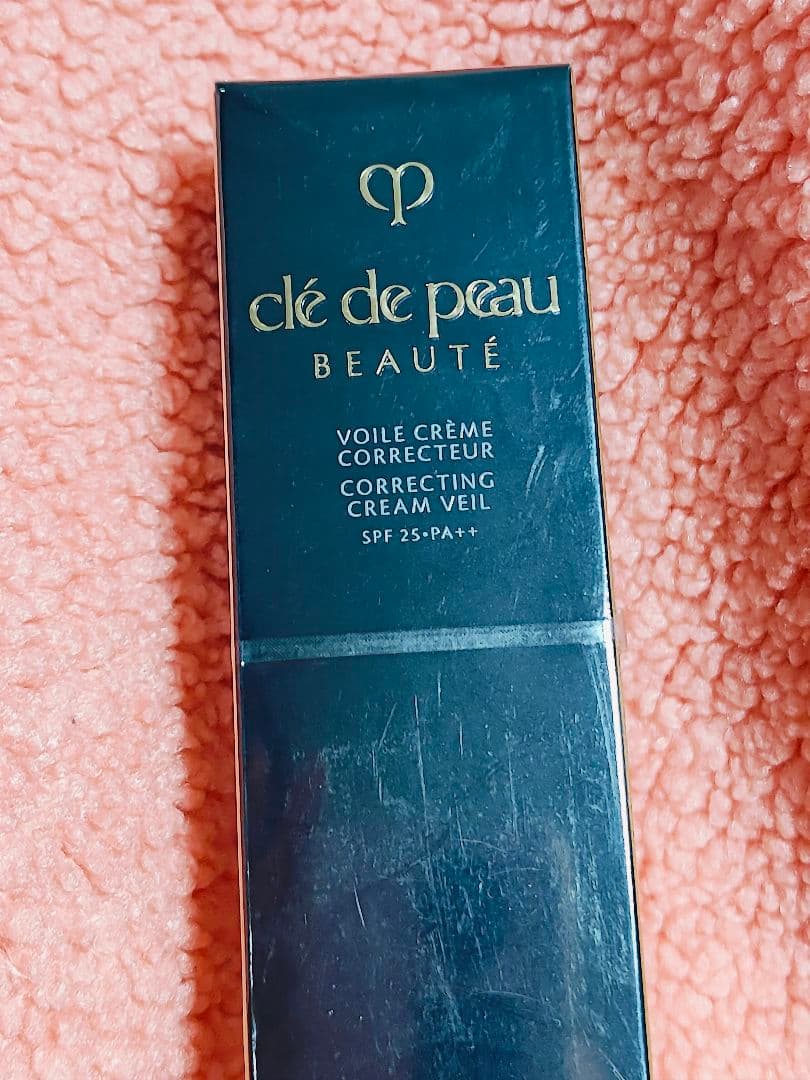 clé de peau
BEAUTÉ
VOILE CRÈME
CORRECTEUR
CORRECTING
CREAM VEIL
SPF 25•PA++